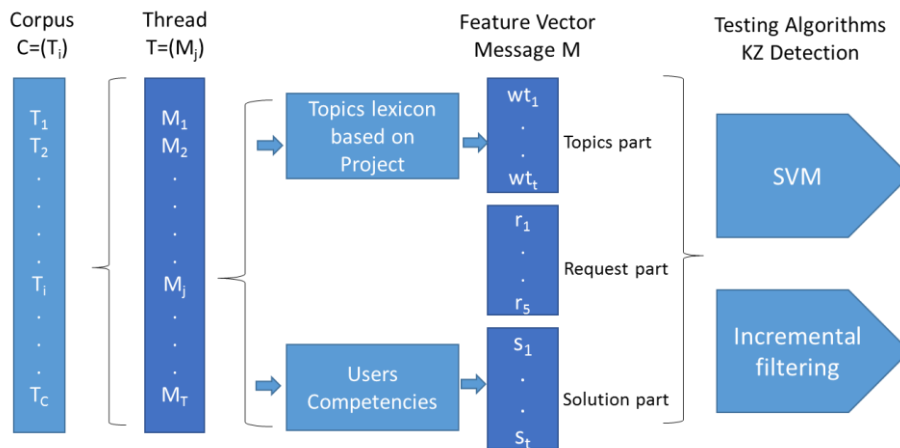 Corpus
C=(Tᵢ)
T₁
T₂
.
.
.
.
Tᵢ
.
.
.
T_C
Thread
T=(Mⱼ)
M₁
M₂
.
.
.
.
Mⱼ
.
.
.
M_T
Topics lexicon
based on
Project
Users
Competencies
Feature Vector
Message M
wt₁
.
.
wtₜ
Topics part
r₁
.
.
r₅
Request part
s₁
.
.
sₜ
Solution part
Testing Algorithms
KZ Detection
SVM
Incremental
filtering